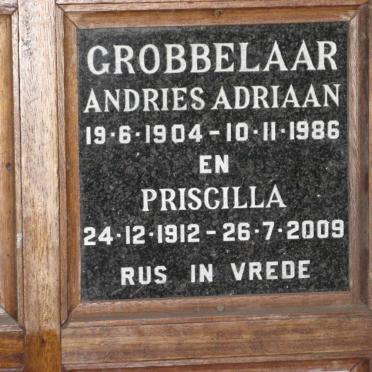 GROBBELAAR
ANDRIES ADRIAAN
19·6·1904 – 10·11·1986
EN
PRISCILLA
24·12·1912 – 26·7·2009
RUS IN VREDE